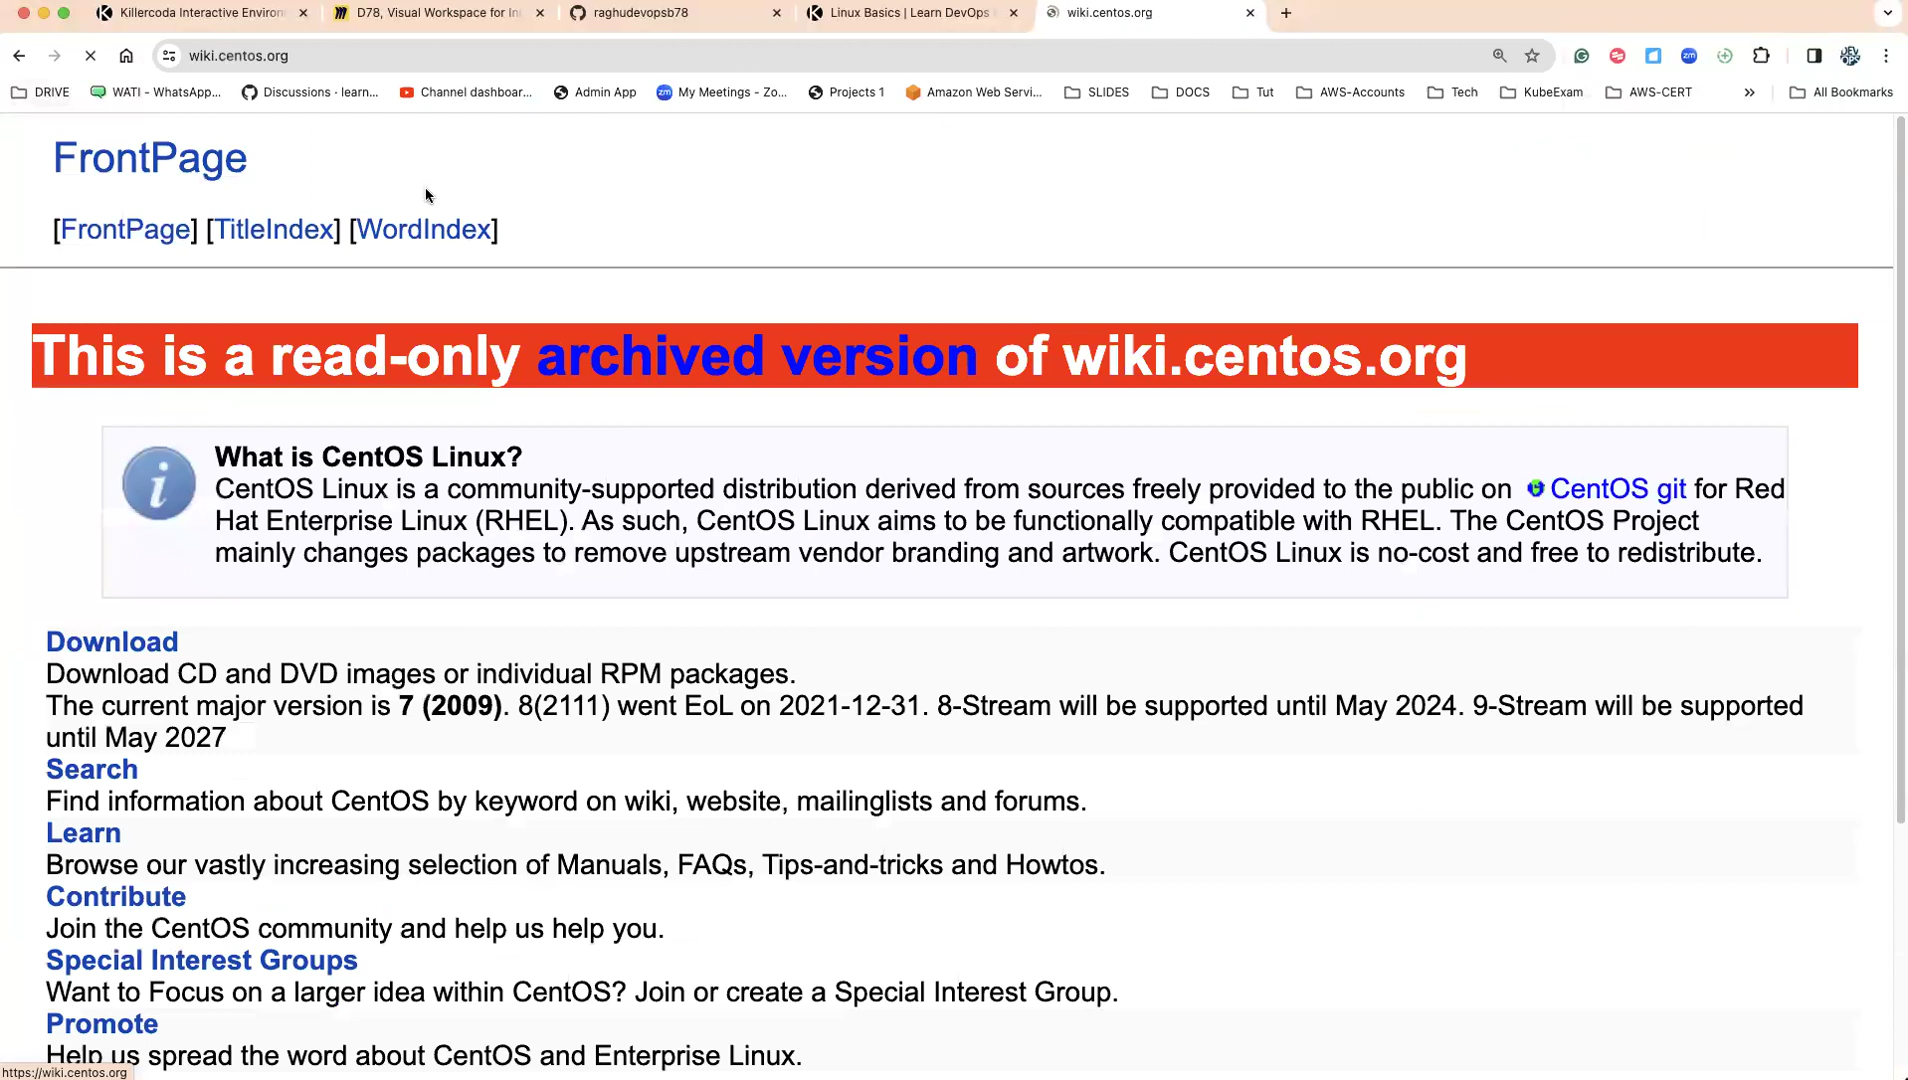 Killercoda Interactive Environ
D78, Visual Workspace for In
raghudevopsb78
Linux Basics | Learn DevOps
wiki.centos.org
wiki.centos.org
DRIVE
WATI - WhatsApp...
Discussions · learn...
Channel dashboar...
Admin App
My Meetings - Zo...
Projects 1
Amazon Web Servi...
SLIDES
DOCS
Tut
AWS-Accounts
Tech
KubeExam
AWS-CERT
»
All Bookmarks
FrontPage
[FrontPage] [TitleIndex] [WordIndex]
This is a read-only archived version of wiki.centos.org
What is CentOS Linux?
CentOS Linux is a community-supported distribution derived from sources freely provided to the public on CentOS git for Red
Hat Enterprise Linux (RHEL). As such, CentOS Linux aims to be functionally compatible with RHEL. The CentOS Project
mainly changes packages to remove upstream vendor branding and artwork. CentOS Linux is no-cost and free to redistribute.
Download
Download CD and DVD images or individual RPM packages.
The current major version is 7 (2009). 8(2111) went EoL on 2021-12-31. 8-Stream will be supported until May 2024. 9-Stream will be supported
until May 2027
Search
Find information about CentOS by keyword on wiki, website, mailinglists and forums.
Learn
Browse our vastly increasing selection of Manuals, FAQs, Tips-and-tricks and Howtos.
Contribute
Join the CentOS community and help us help you.
Special Interest Groups
Want to Focus on a larger idea within CentOS? Join or create a Special Interest Group.
Promote
Help us spread the word about CentOS and Enterprise Linux.
https://wiki.centos.org